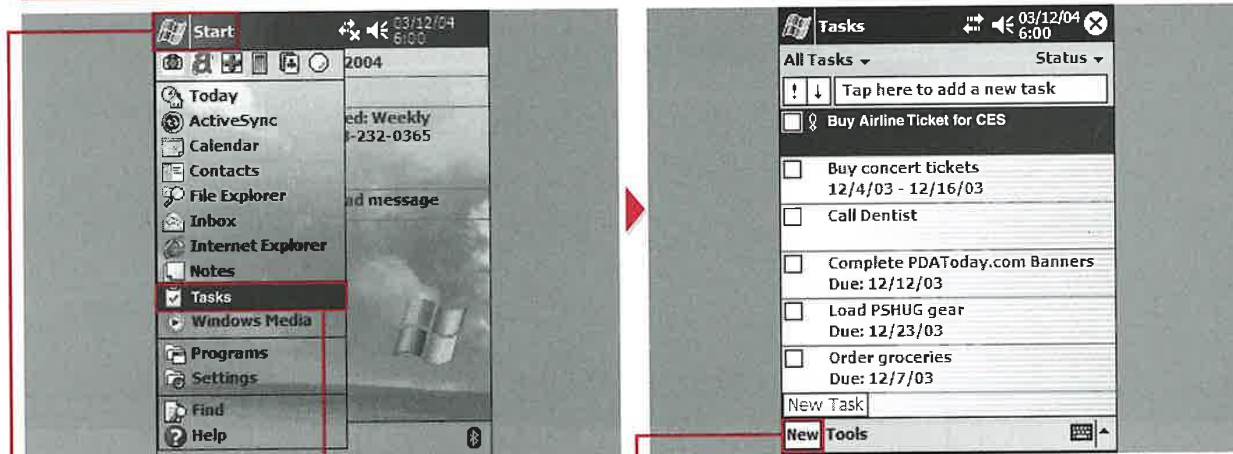 Start 03/12/04
6:00
2004
Today
ActiveSync ed: Weekly
-232-0365
Calendar
Contacts
File Explorer ad message
Inbox
Internet Explorer
Notes
Tasks
Windows Media
Programs
Settings
Find
Help
Tasks 03/12/04
6:00
All Tasks Status
! ↓ Tap here to add a new task
Buy Airline Ticket for CES
Buy concert tickets
12/4/03 - 12/16/03
Call Dentist
Complete PDAToday.com Banners
Due: 12/12/03
Load PSHUG gear
Due: 12/23/03
Order groceries
Due: 12/7/03
New Task
New Tools